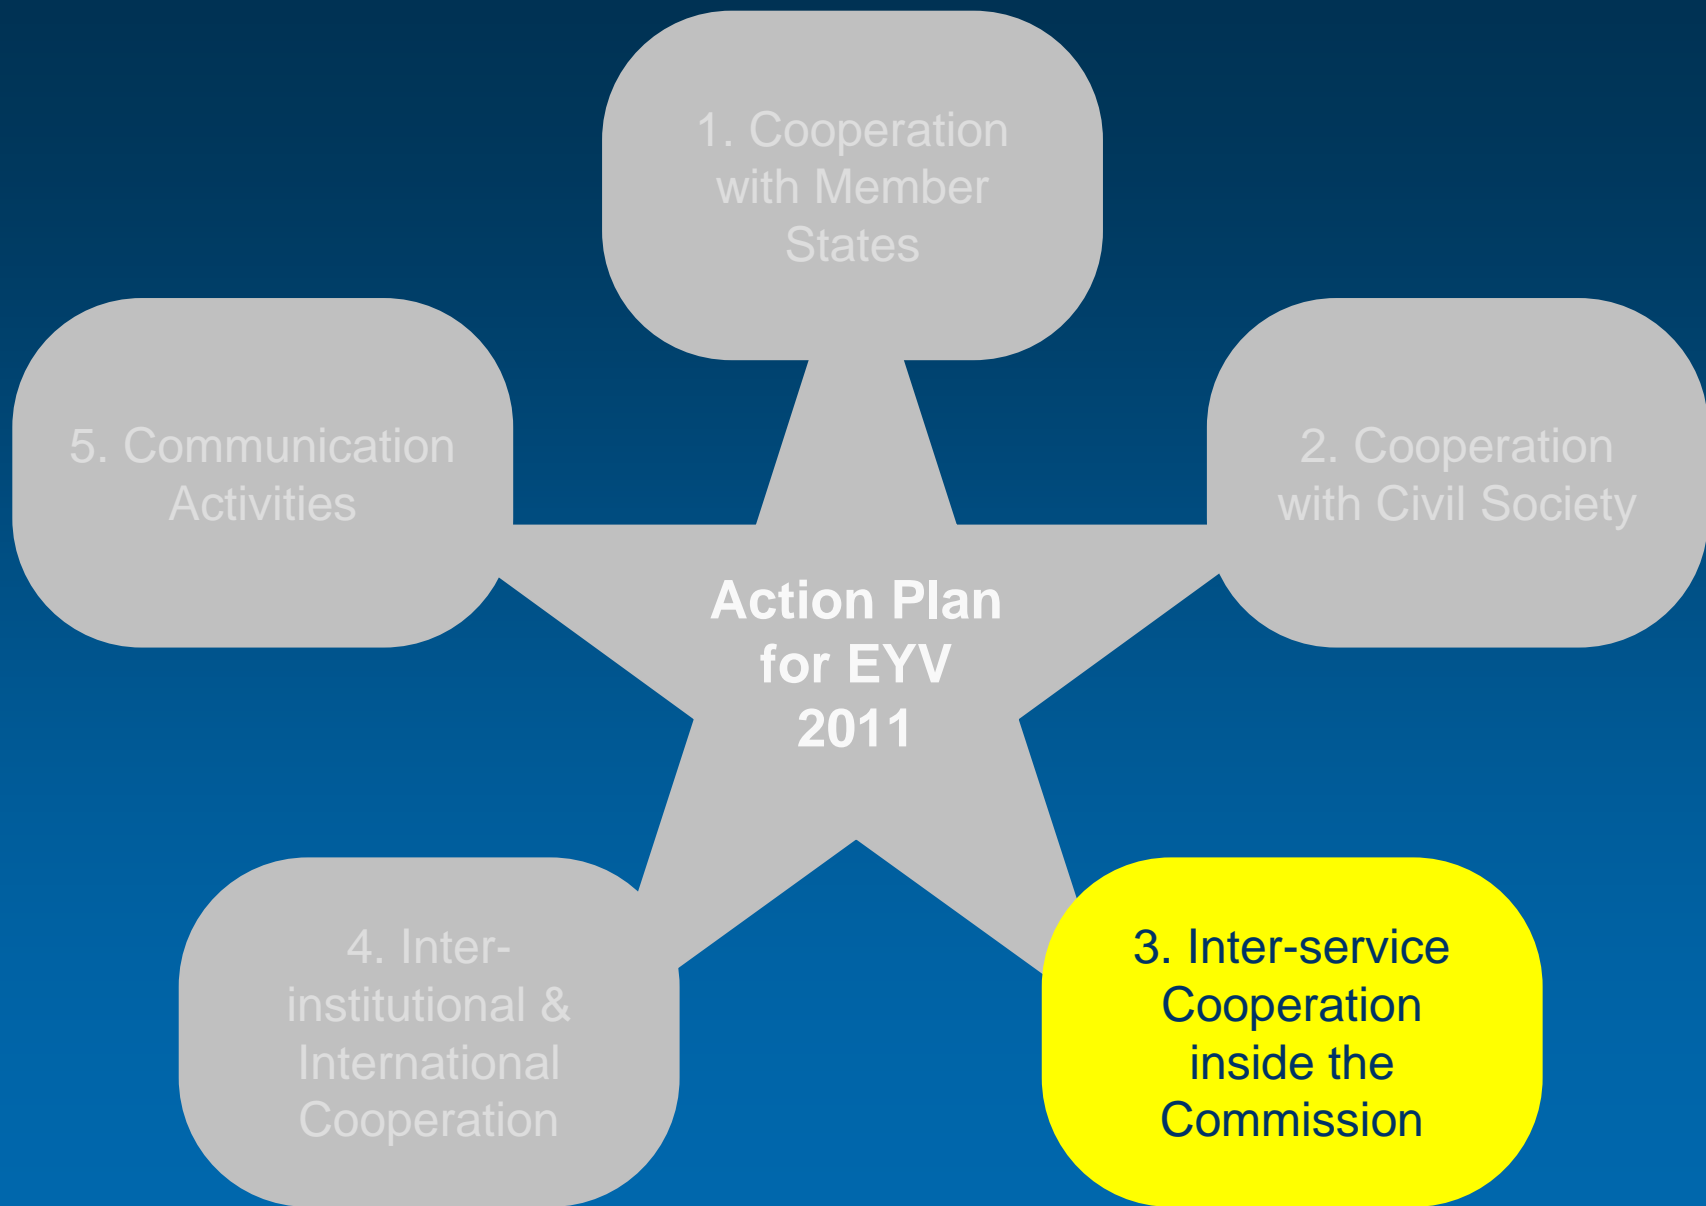 1. Cooperation
with Member
States
2. Cooperation
with Civil Society
3. Inter-service
Cooperation
inside the
Commission
4. Inter-
institutional &
International
Cooperation
5. Communication
Activities
Action Plan
for EYV
2011